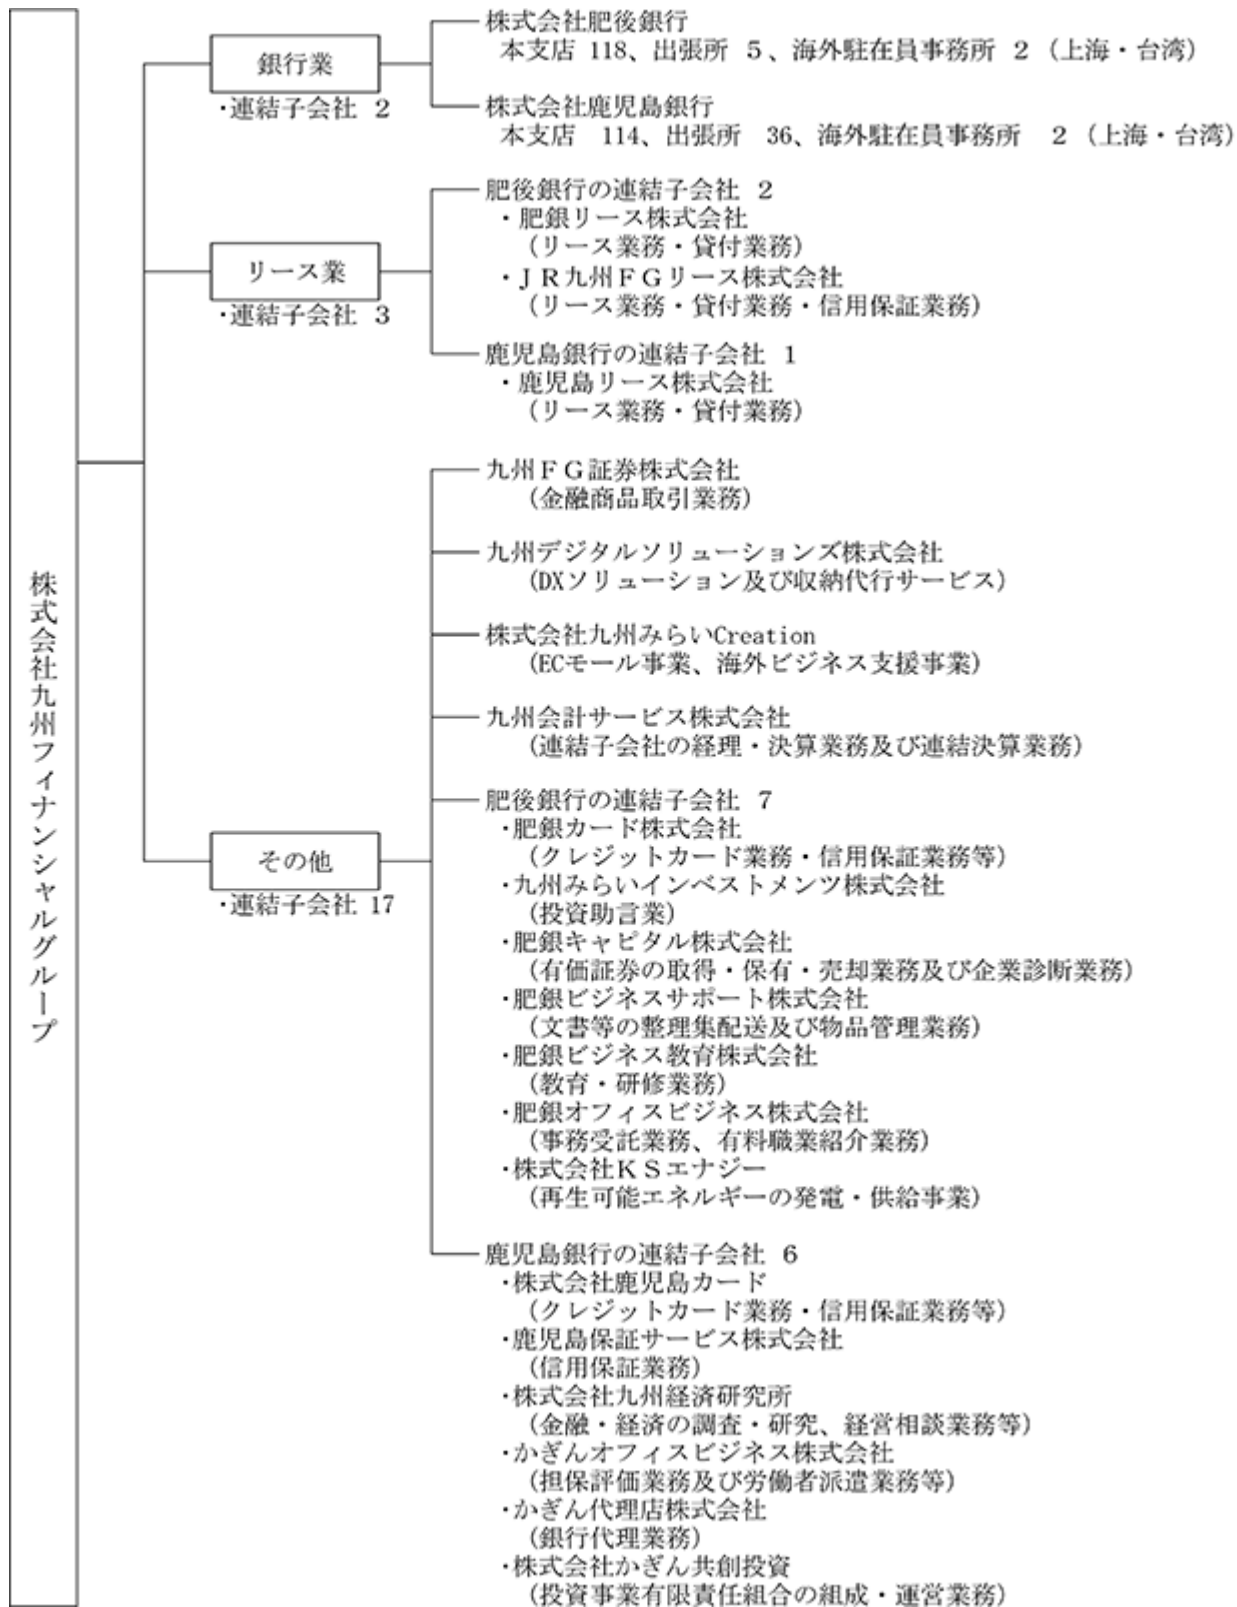 株式会社九州フィナンシャルグループ
銀行業
・連結子会社 2
株式会社肥後銀行
本支店 118、出張所 5、海外駐在員事務所 2（上海・台湾）
株式会社鹿児島銀行
本支店 114、出張所 36、海外駐在員事務所 2（上海・台湾）
リース業
・連結子会社 3
肥後銀行の連結子会社 2
・肥銀リース株式会社
（リース業務・貸付業務）
・ＪＲ九州ＦＧリース株式会社
（リース業務・貸付業務・信用保証業務）
鹿児島銀行の連結子会社 1
・鹿児島リース株式会社
（リース業務・貸付業務）
その他
・連結子会社 17
九州ＦＧ証券株式会社
（金融商品取引業務）
九州デジタルソリューションズ株式会社
（DXソリューション及び収納代行サービス）
株式会社九州みらいCreation
（ECモール事業、海外ビジネス支援事業）
九州会計サービス株式会社
（連結子会社の経理・決算業務及び連結決算業務）
肥後銀行の連結子会社 7
・肥銀カード株式会社
（クレジットカード業務・信用保証業務等）
・九州みらいインベストメンツ株式会社
（投資助言業）
・肥銀キャピタル株式会社
（有価証券の取得・保有・売却業務及び企業診断業務）
・肥銀ビジネスサポート株式会社
（文書等の整理集配送及び物品管理業務）
・肥銀ビジネス教育株式会社
（教育・研修業務）
・肥銀オフィスビジネス株式会社
（事務受託業務、有料職業紹介業務）
・株式会社ＫＳエナジー
（再生可能エネルギーの発電・供給事業）
鹿児島銀行の連結子会社 6
・株式会社鹿児島カード
（クレジットカード業務・信用保証業務等）
・鹿児島保証サービス株式会社
（信用保証業務）
・株式会社九州経済研究所
（金融・経済の調査・研究、経営相談業務等）
・かぎんオフィスビジネス株式会社
（担保評価業務及び労働者派遣業務等）
・かぎん代理店株式会社
（銀行代理業務）
・株式会社かぎん共創投資
（投資事業有限責任組合の組成・運営業務）